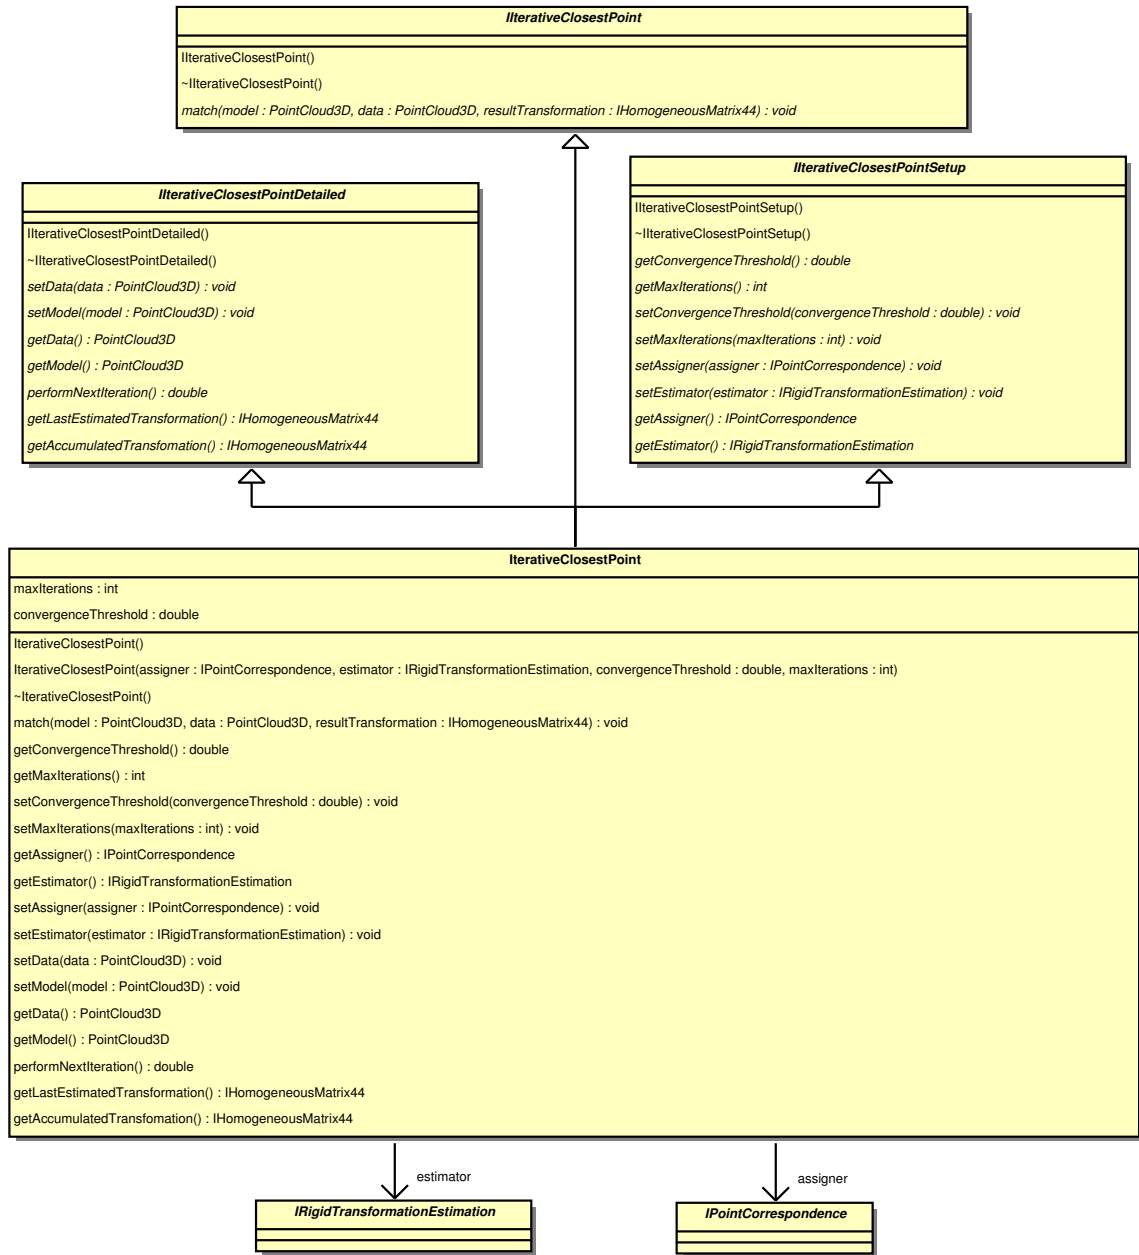 IIterativeClosestPoint
IIterativeClosestPoint()
~IIterativeClosestPoint()
match(model : PointCloud3D, data : PointCloud3D, resultTransformation : IHomogeneousMatrix44) : void
IIterativeClosestPointDetailed
IIterativeClosestPointDetailed()
~IIterativeClosestPointDetailed()
setData(data : PointCloud3D) : void
setModel(model : PointCloud3D) : void
getData() : PointCloud3D
getModel() : PointCloud3D
performNextIteration() : double
getLastEstimatedTransformation() : IHomogeneousMatrix44
getAccumulatedTransfomation() : IHomogeneousMatrix44
IIterativeClosestPointSetup
IIterativeClosestPointSetup()
~IIterativeClosestPointSetup()
getConvergenceThreshold() : double
getMaxIterations() : int
setConvergenceThreshold(convergenceThreshold : double) : void
setMaxIterations(maxIterations : int) : void
setAssigner(assigner : IPointCorrespondence) : void
setEstimator(estimator : IRigidTransformationEstimation) : void
getAssigner() : IPointCorrespondence
getEstimator() : IRigidTransformationEstimation
IterativeClosestPoint
maxIterations : int
convergenceThreshold : double
IterativeClosestPoint()
IterativeClosestPoint(assigner : IPointCorrespondence, estimator : IRigidTransformationEstimation, convergenceThreshold : double, maxIterations : int)
~IterativeClosestPoint()
match(model : PointCloud3D, data : PointCloud3D, resultTransformation : IHomogeneousMatrix44) : void
getConvergenceThreshold() : double
getMaxIterations() : int
setConvergenceThreshold(convergenceThreshold : double) : void
setMaxIterations(maxIterations : int) : void
getAssigner() : IPointCorrespondence
getEstimator() : IRigidTransformationEstimation
setAssigner(assigner : IPointCorrespondence) : void
setEstimator(estimator : IRigidTransformationEstimation) : void
setData(data : PointCloud3D) : void
setModel(model : PointCloud3D) : void
getData() : PointCloud3D
getModel() : PointCloud3D
performNextIteration() : double
getLastEstimatedTransformation() : IHomogeneousMatrix44
getAccumulatedTransfomation() : IHomogeneousMatrix44
estimator
assigner
IRigidTransformationEstimation
IPointCorrespondence